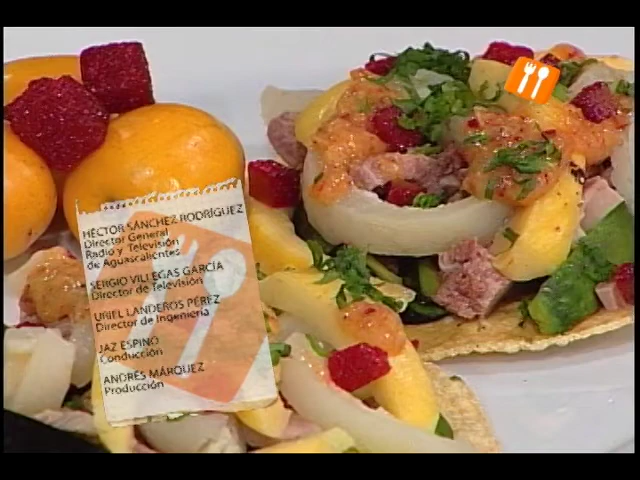 HÉCTOR SÁNCHEZ RODRÍGUEZ
Director General
Radio y Televisión
de Aguascalientes
SERGIO VILLEGAS GARCÍA
Director de Televisión
URIEL LANDEROS PÉREZ
Director de Ingeniería
JAZ ESPINO
Conducción
ANDRÉS MÁRQUEZ
Producción